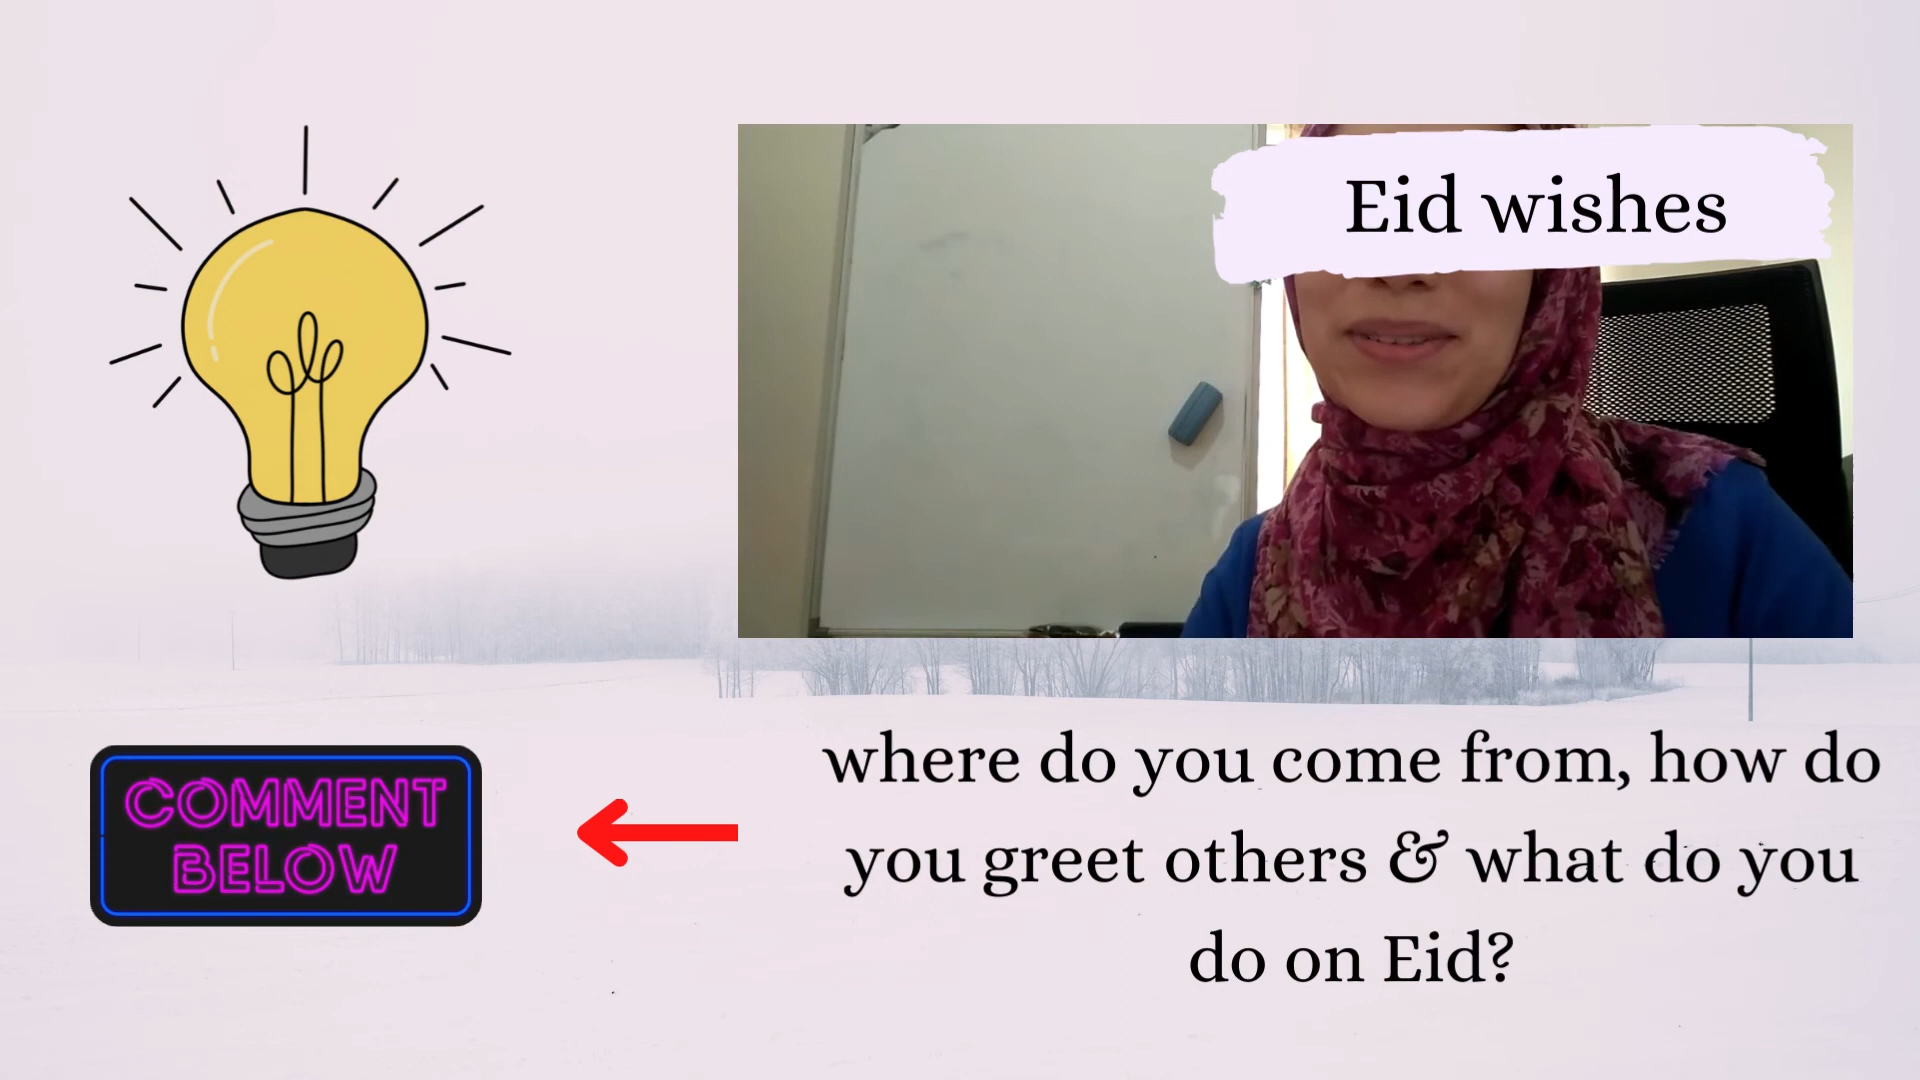 Eid wishes
where do you come from, how do
you greet others & what do you
do on Eid?
COMMENT
BELOW